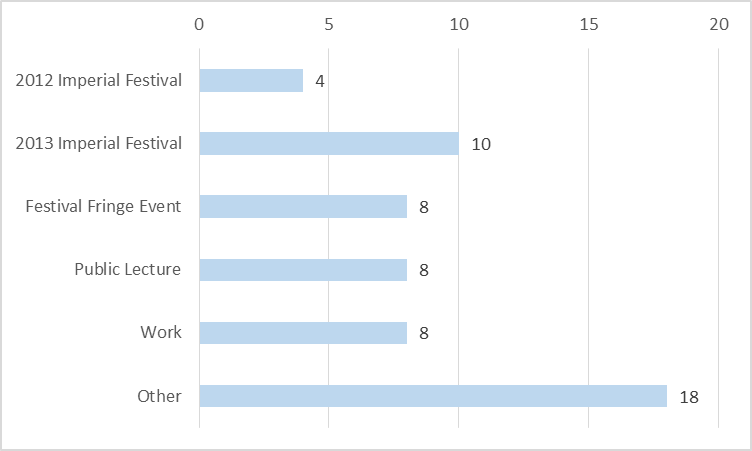 0 5 10 15 20
2012 Imperial Festival 4
2013 Imperial Festival 10
Festival Fringe Event 8
Public Lecture 8
Work 8
Other 18